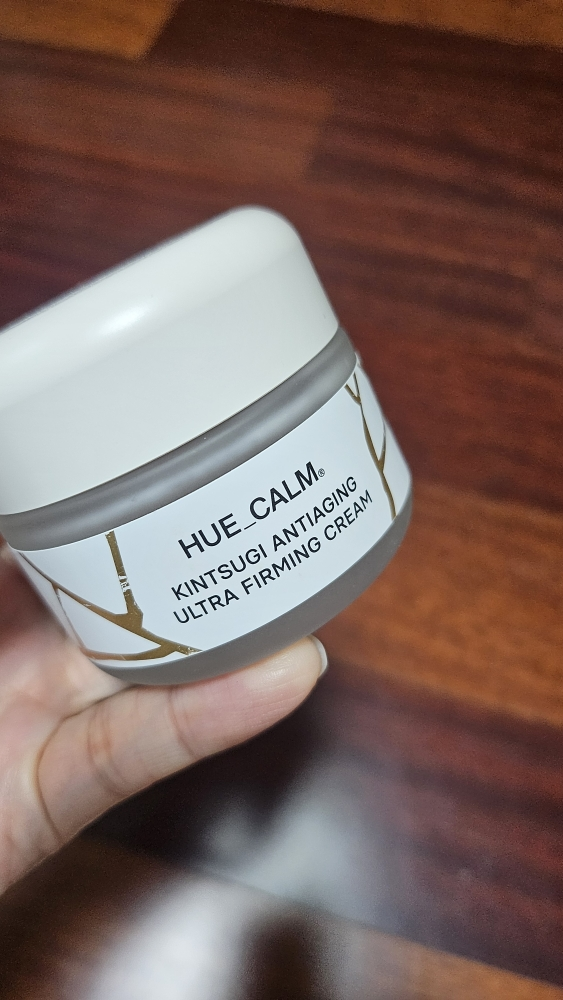 HUE_CALM®
KINTSUGI ANTIAGING
ULTRA FIRMING CREAM